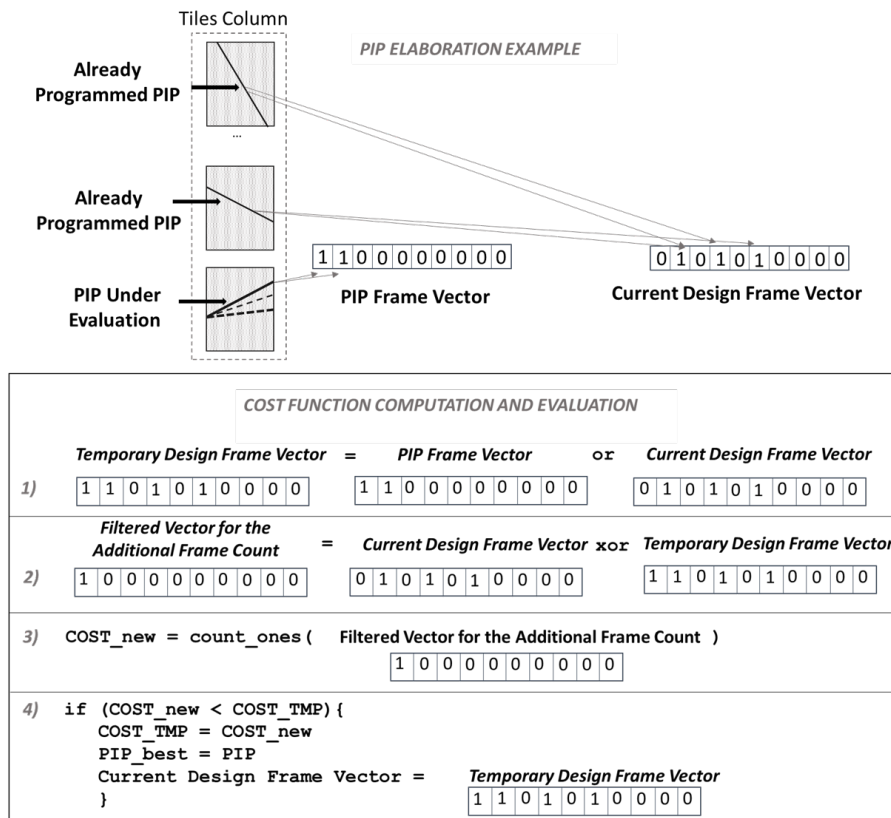 Tiles Column
PIP ELABORATION EXAMPLE
Already
Programmed PIP
...
Already
Programmed PIP
1 1 0 0 0 0 0 0 0 0
0 1 0 1 0 1 0 0 0 0
PIP Under
Evaluation
PIP Frame Vector
Current Design Frame Vector
COST FUNCTION COMPUTATION AND EVALUATION
Temporary Design Frame Vector = PIP Frame Vector or Current Design Frame Vector
1) 1 1 0 1 0 1 0 0 0 0 1 1 0 0 0 0 0 0 0 0 0 1 0 1 0 1 0 0 0 0
Filtered Vector for the
Additional Frame Count = Current Design Frame Vector xor Temporary Design Frame Vector
2) 1 0 0 0 0 0 0 0 0 0 0 1 0 1 0 1 0 0 0 0 1 1 0 1 0 1 0 0 0 0
3) COST_new = count_ones( Filtered Vector for the Additional Frame Count )
1 0 0 0 0 0 0 0 0 0
4) if (COST_new < COST_TMP){
COST_TMP = COST_new
PIP_best = PIP
Current Design Frame Vector = Temporary Design Frame Vector
} 1 1 0 1 0 1 0 0 0 0